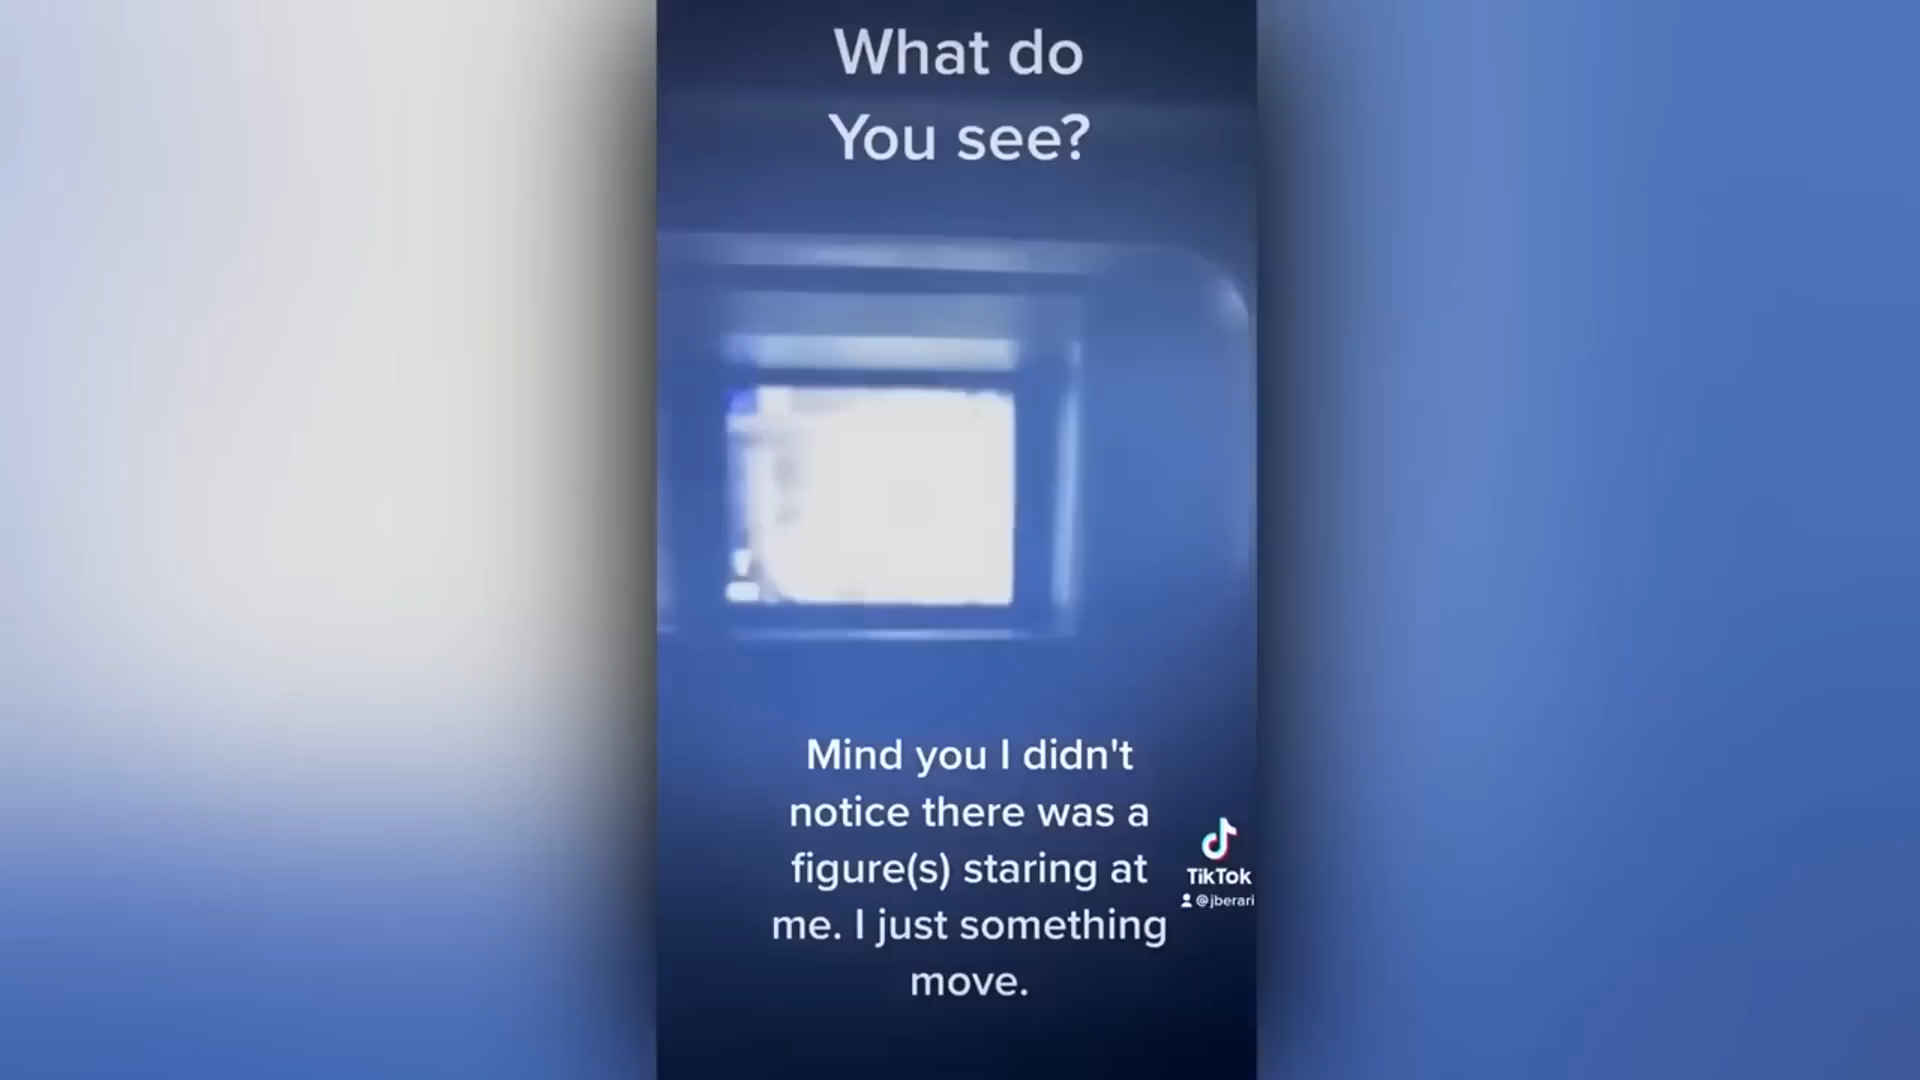 What do
You see?
Mind you I didn't
notice there was a
figure(s) staring at
me. I just something
move.
TikTok
@jberari